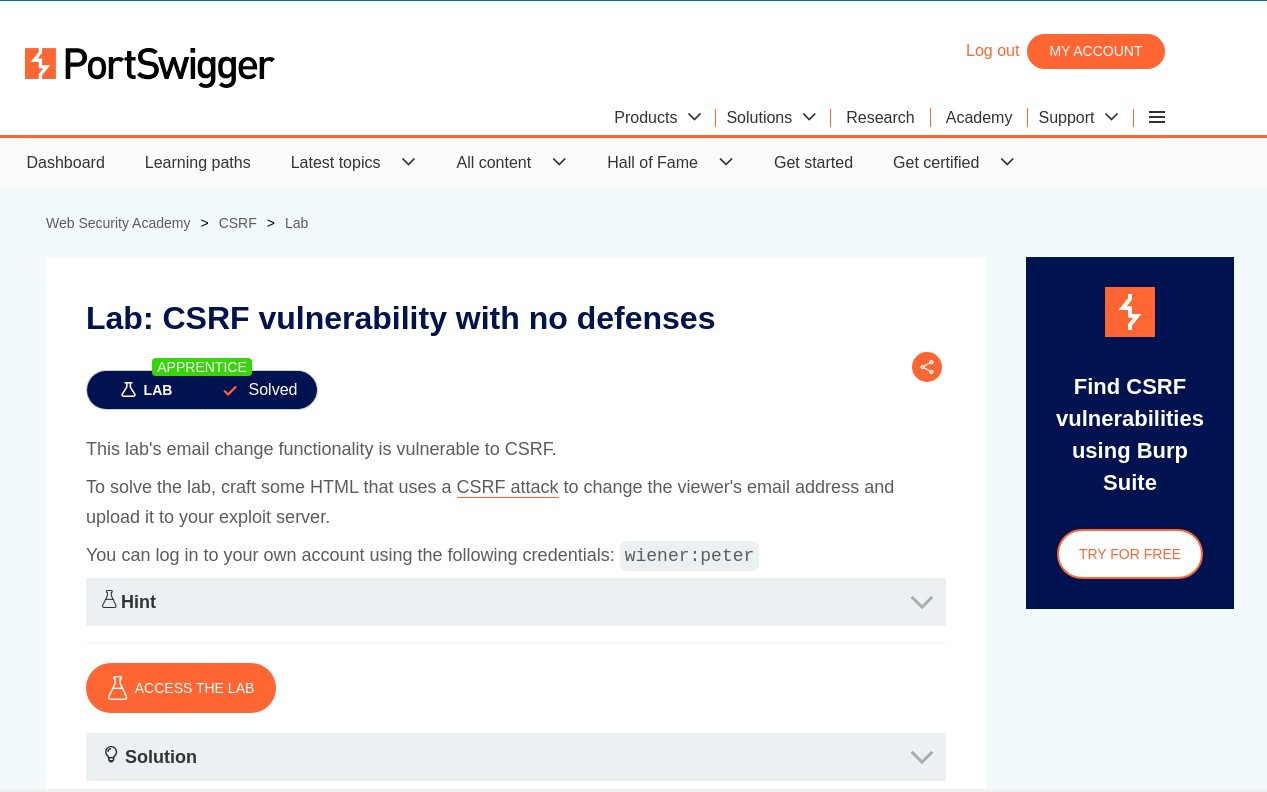 PortSwigger
Log out MY ACCOUNT
Products Solutions Research Academy Support
Dashboard Learning paths Latest topics All content Hall of Fame Get started Get certified
Web Security Academy > CSRF > Lab
Lab: CSRF vulnerability with no defenses
APPRENTICE
LAB Solved
This lab's email change functionality is vulnerable to CSRF.
To solve the lab, craft some HTML that uses a CSRF attack to change the viewer's email address and
upload it to your exploit server.
You can log in to your own account using the following credentials: wiener:peter
Hint
ACCESS THE LAB
Solution
Find CSRF
vulnerabilities
using Burp
Suite
TRY FOR FREE